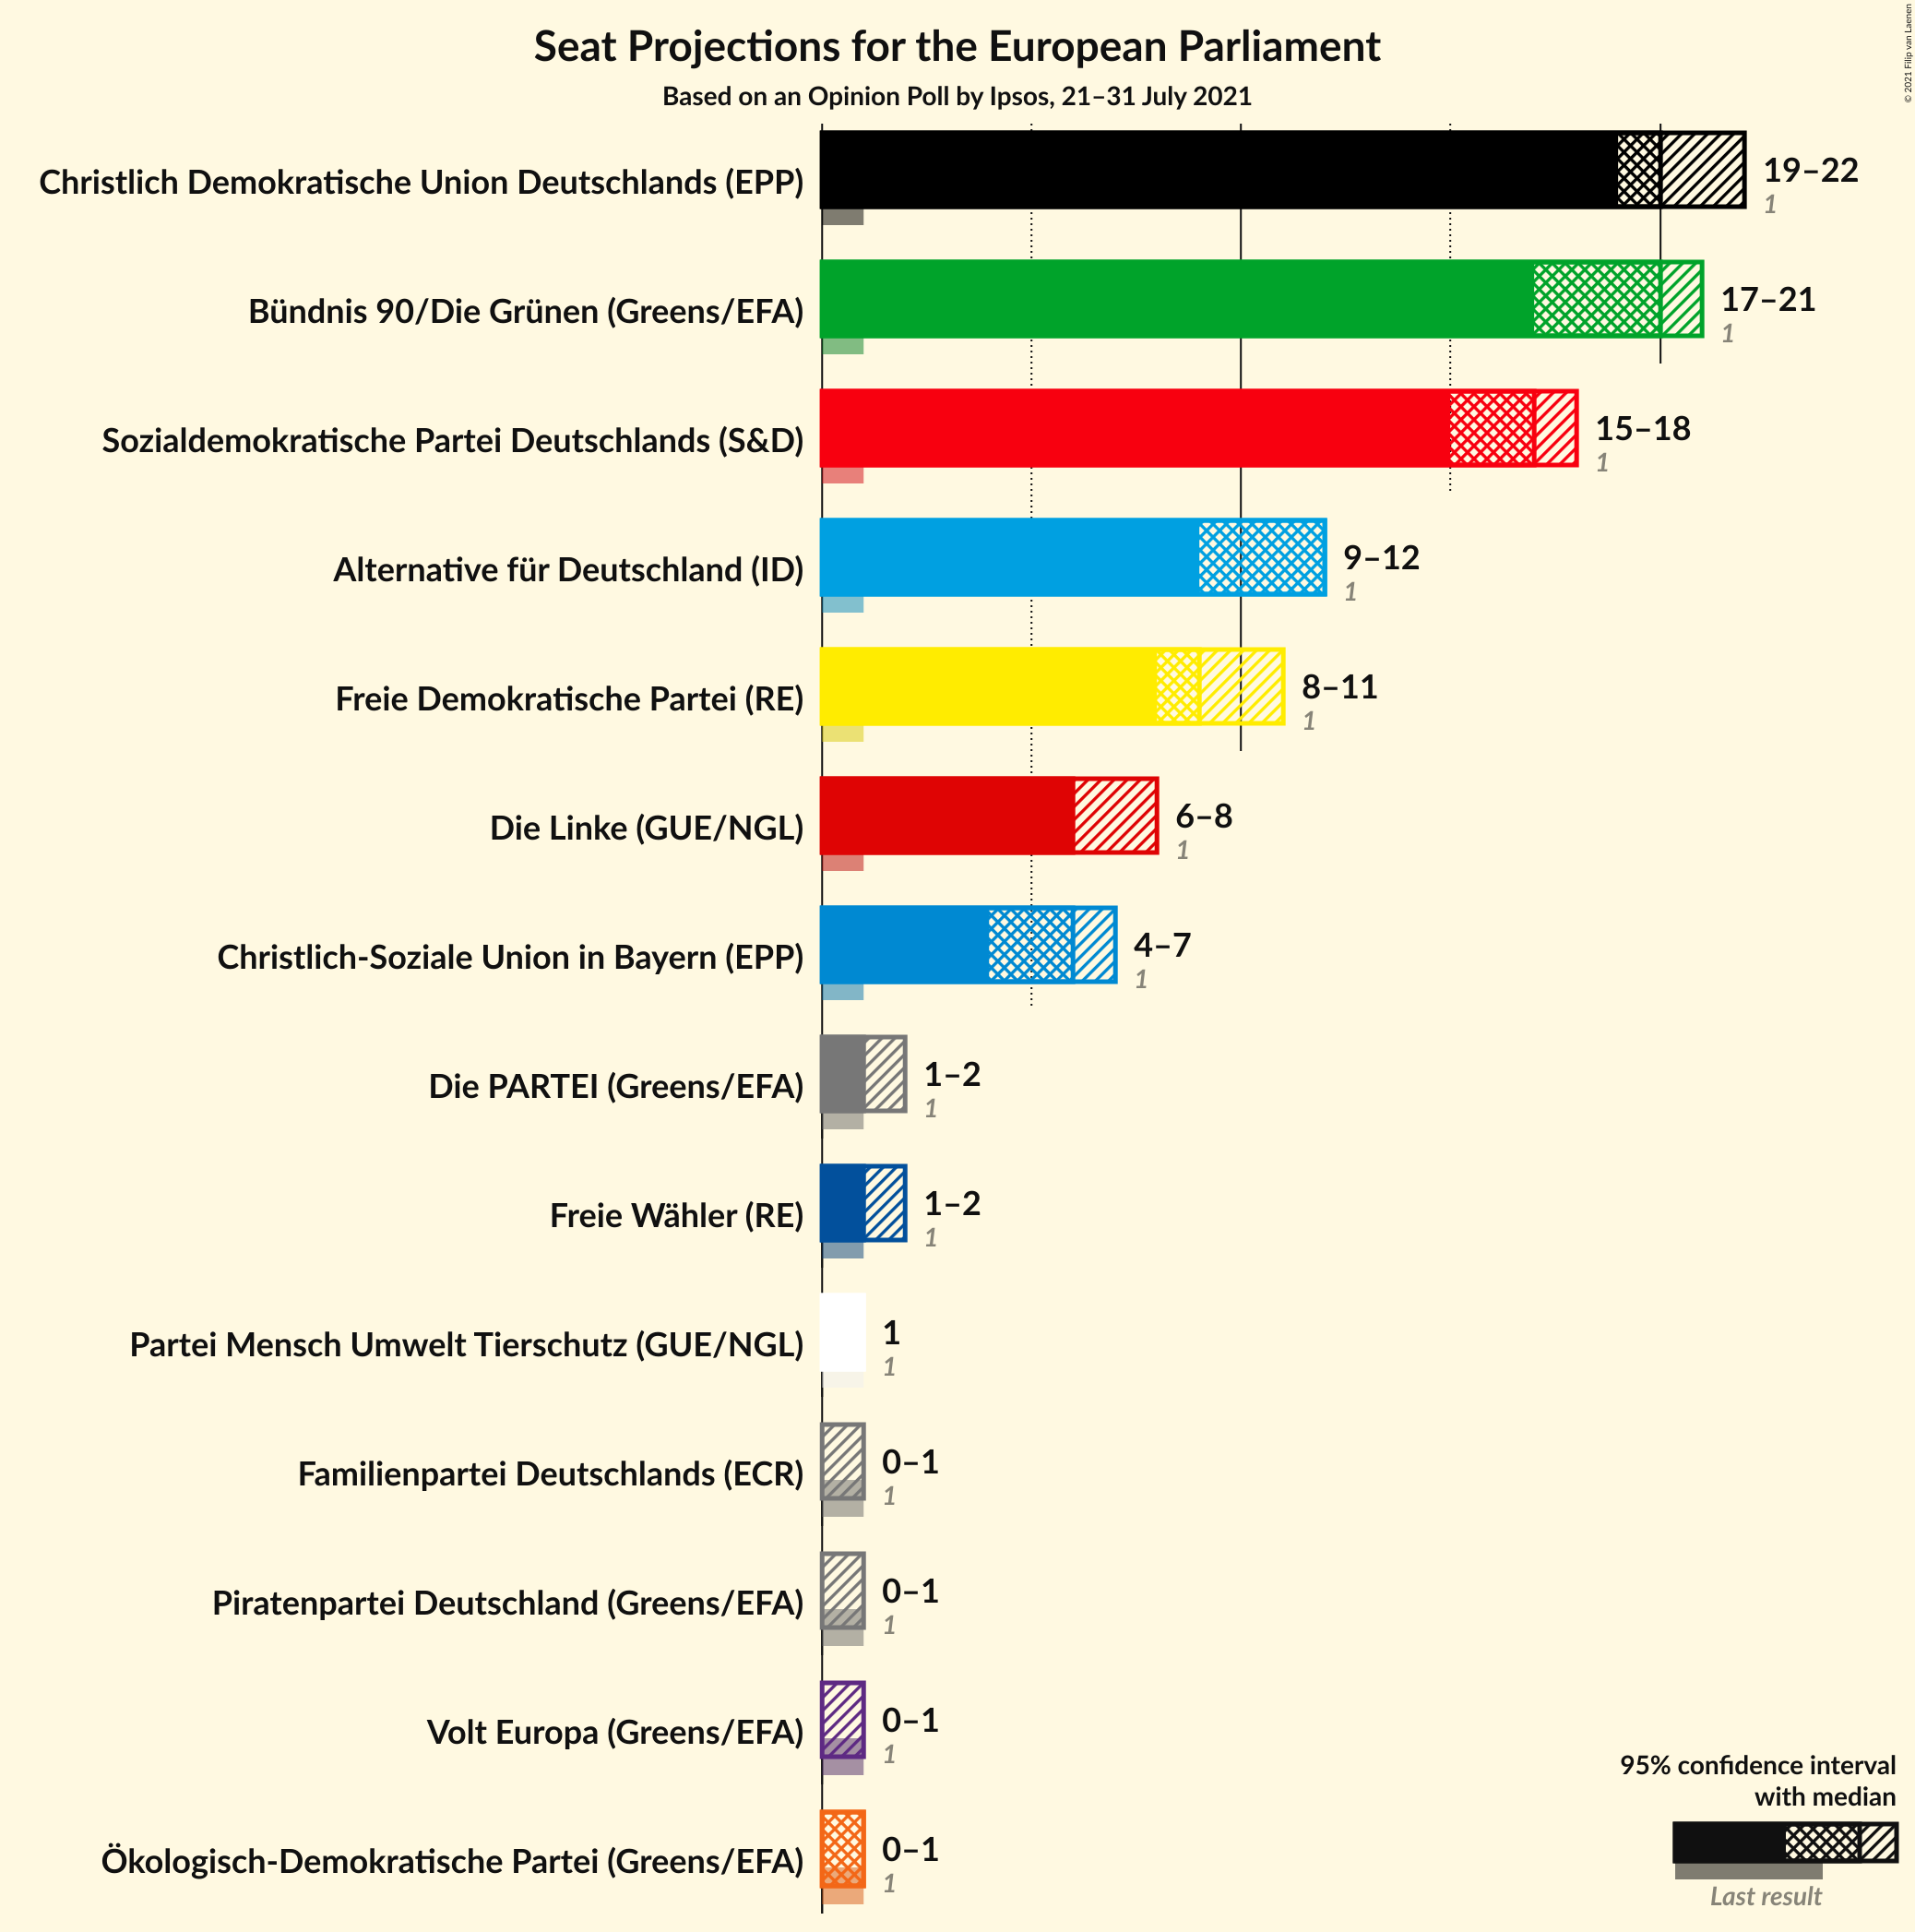 Seat Projections for the European Parliament
Based on an Opinion Poll by Ipsos, 21–31 July 2021
© 2021 Filip van Laenen
Christlich Demokratische Union Deutschlands (EPP)
19–22
1
Bündnis 90/Die Grünen (Greens/EFA)
17–21
1
Sozialdemokratische Partei Deutschlands (S&D)
15–18
1
Alternative für Deutschland (ID)
9–12
1
Freie Demokratische Partei (RE)
8–11
1
Die Linke (GUE/NGL)
6–8
1
Christlich-Soziale Union in Bayern (EPP)
4–7
1
Die PARTEI (Greens/EFA)
1–2
1
Freie Wähler (RE)
1–2
1
Partei Mensch Umwelt Tierschutz (GUE/NGL)
1
1
Familienpartei Deutschlands (ECR)
0–1
1
Piratenpartei Deutschland (Greens/EFA)
0–1
1
Volt Europa (Greens/EFA)
0–1
1
Ökologisch-Demokratische Partei (Greens/EFA)
0–1
1
95% confidence interval
with median
Last result